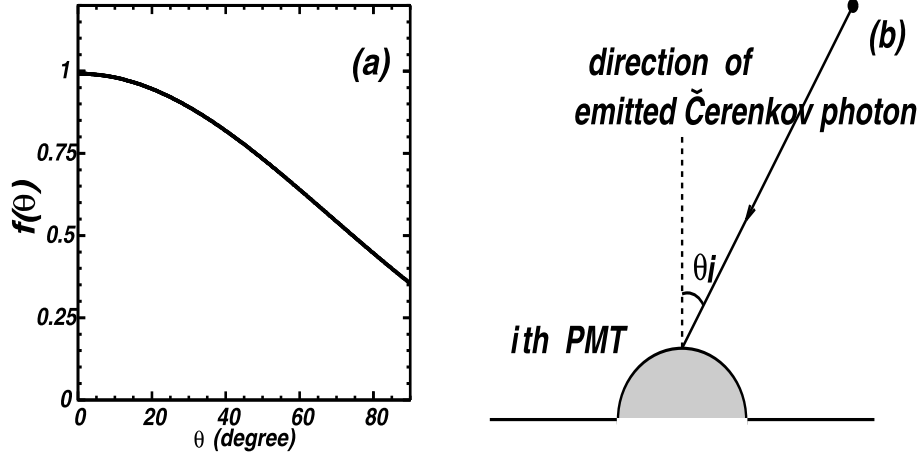 (a)
1
0.75
0.5
0.25
0
f(θ)
0 20 40 60 80
θ (degree)
(b)
direction of
emitted Čerenkov photon
θi
ith PMT